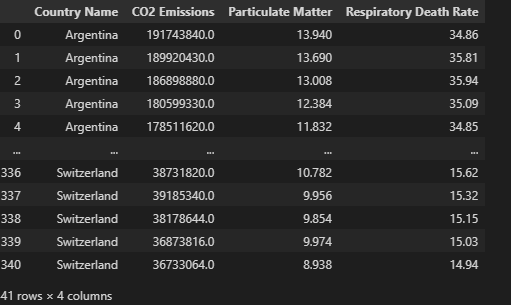 Country Name CO2 Emissions Particulate Matter Respiratory Death Rate
0 Argentina 191743840.0 13.940 34.86
1 Argentina 189920430.0 13.690 35.81
2 Argentina 186898880.0 13.008 35.94
3 Argentina 180599330.0 12.384 35.09
4 Argentina 178511620.0 11.832 34.85
... ... ... ... ...
336 Switzerland 38731820.0 10.782 15.62
337 Switzerland 39185340.0 9.956 15.32
338 Switzerland 38178644.0 9.854 15.15
339 Switzerland 36873816.0 9.974 15.03
340 Switzerland 36733064.0 8.938 14.94
41 rows × 4 columns